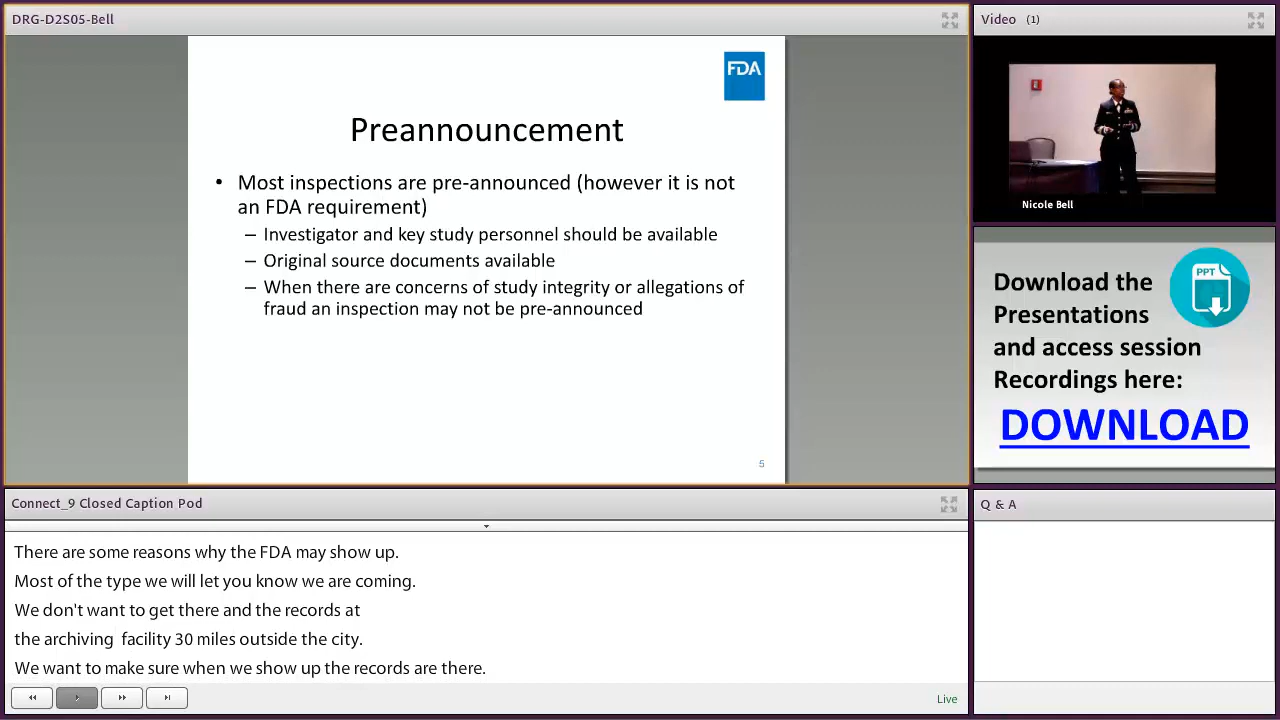 DRG-D2S05-Bell
FDA
Preannouncement
• Most inspections are pre-announced (however it is not
an FDA requirement)
– Investigator and key study personnel should be available
– Original source documents available
– When there are concerns of study integrity or allegations of
fraud an inspection may not be pre-announced
5
Video (1)
Nicole Bell
Download the
PPT
Presentations
and access session
Recordings here:
DOWNLOAD
Connect_9 Closed Caption Pod
There are some reasons why the FDA may show up.
Most of the type we will let you know we are coming.
We don't want to get there and the records at
the archiving facility 30 miles outside the city.
We want to make sure when we show up the records are there.
Live
Q & A